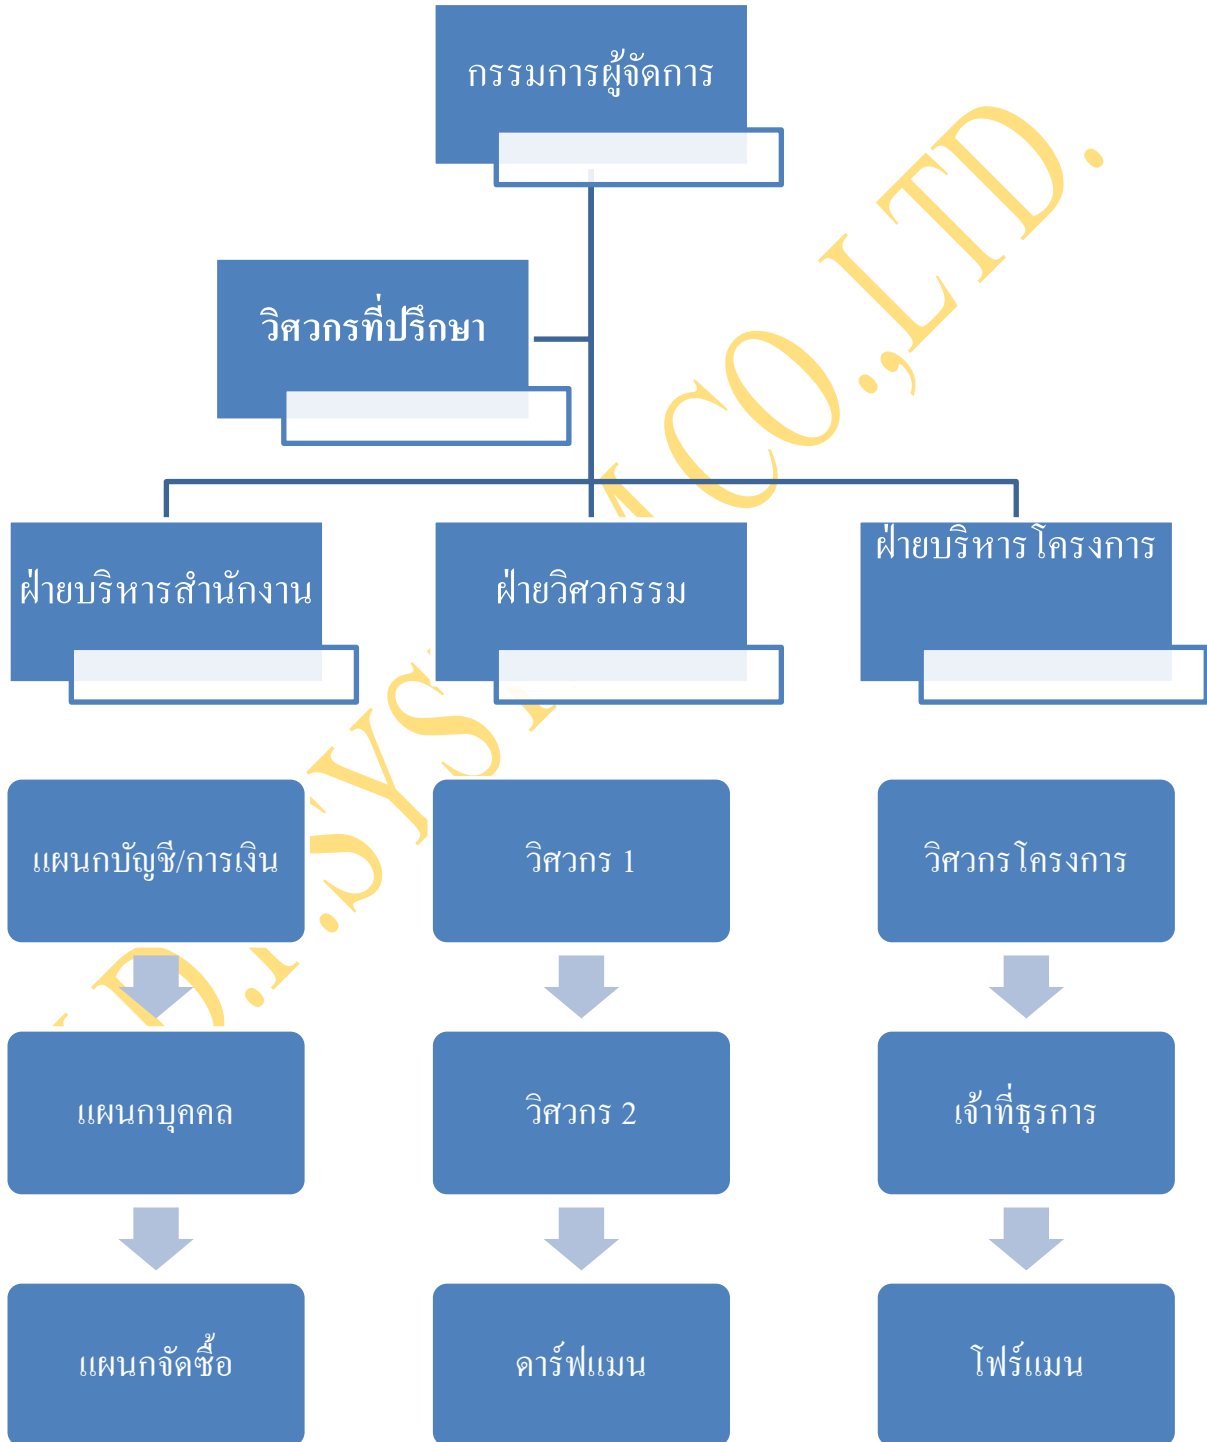 กรรมการผู้จัดการ
วิศวกรที่ปรึกษา
ฝ่ายบริหารสำนักงาน
ฝ่ายวิศวกรรม
ฝ่ายบริหารโครงการ
แผนกบัญชี/การเงิน
วิศวกร 1
วิศวกรโครงการ
แผนกบุคคล
วิศวกร 2
เจ้าที่ธุรการ
แผนกจัดซื้อ
ดาร์ฟแมน
โฟร์แมน
CO.,LTD.